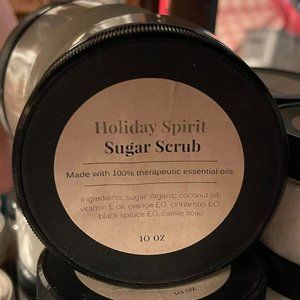 Holiday Spirit
Sugar Scrub
Made with 100% therapeutic essential oils
Ingredients: sugar, organic coconut oil,
vitamin E oil, orange EO, cinnamon EO,
black spruce EO, castile soap
10 OZ